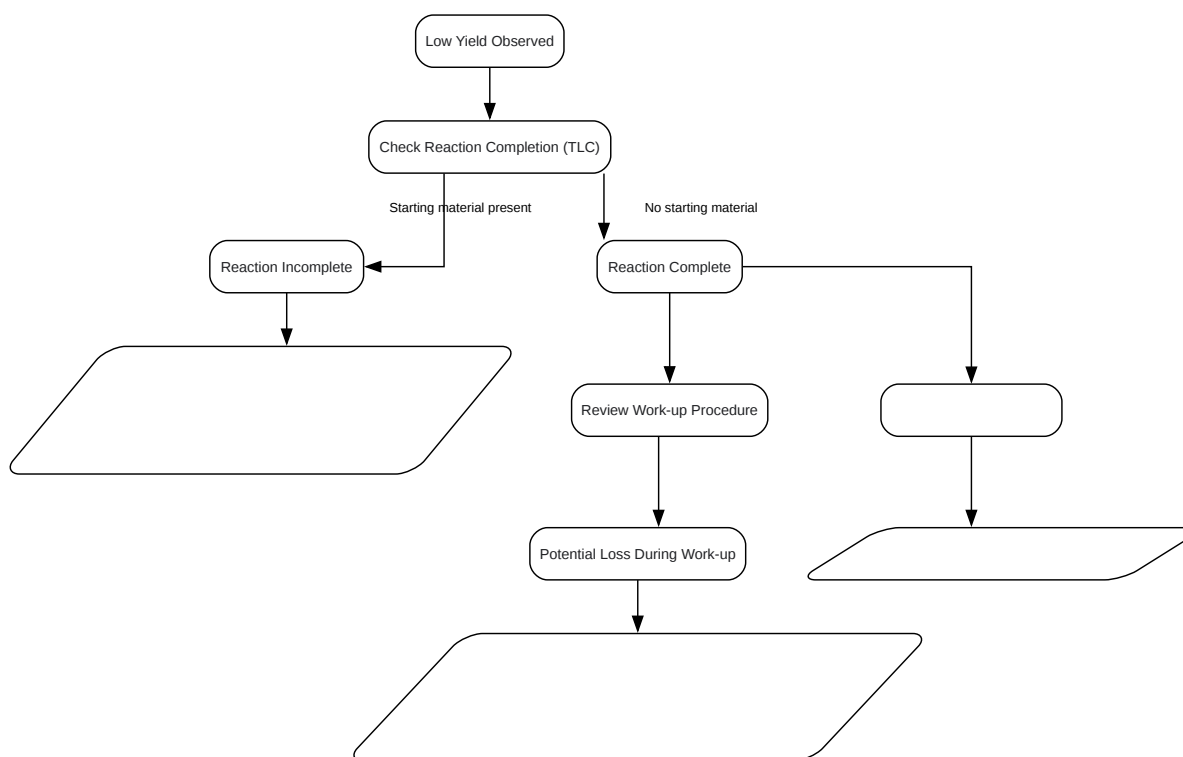 Low Yield Observed
Check Reaction Completion (TLC)
Starting material present
No starting material
Reaction Incomplete
Reaction Complete
Review Work-up Procedure
Potential Loss During Work-up